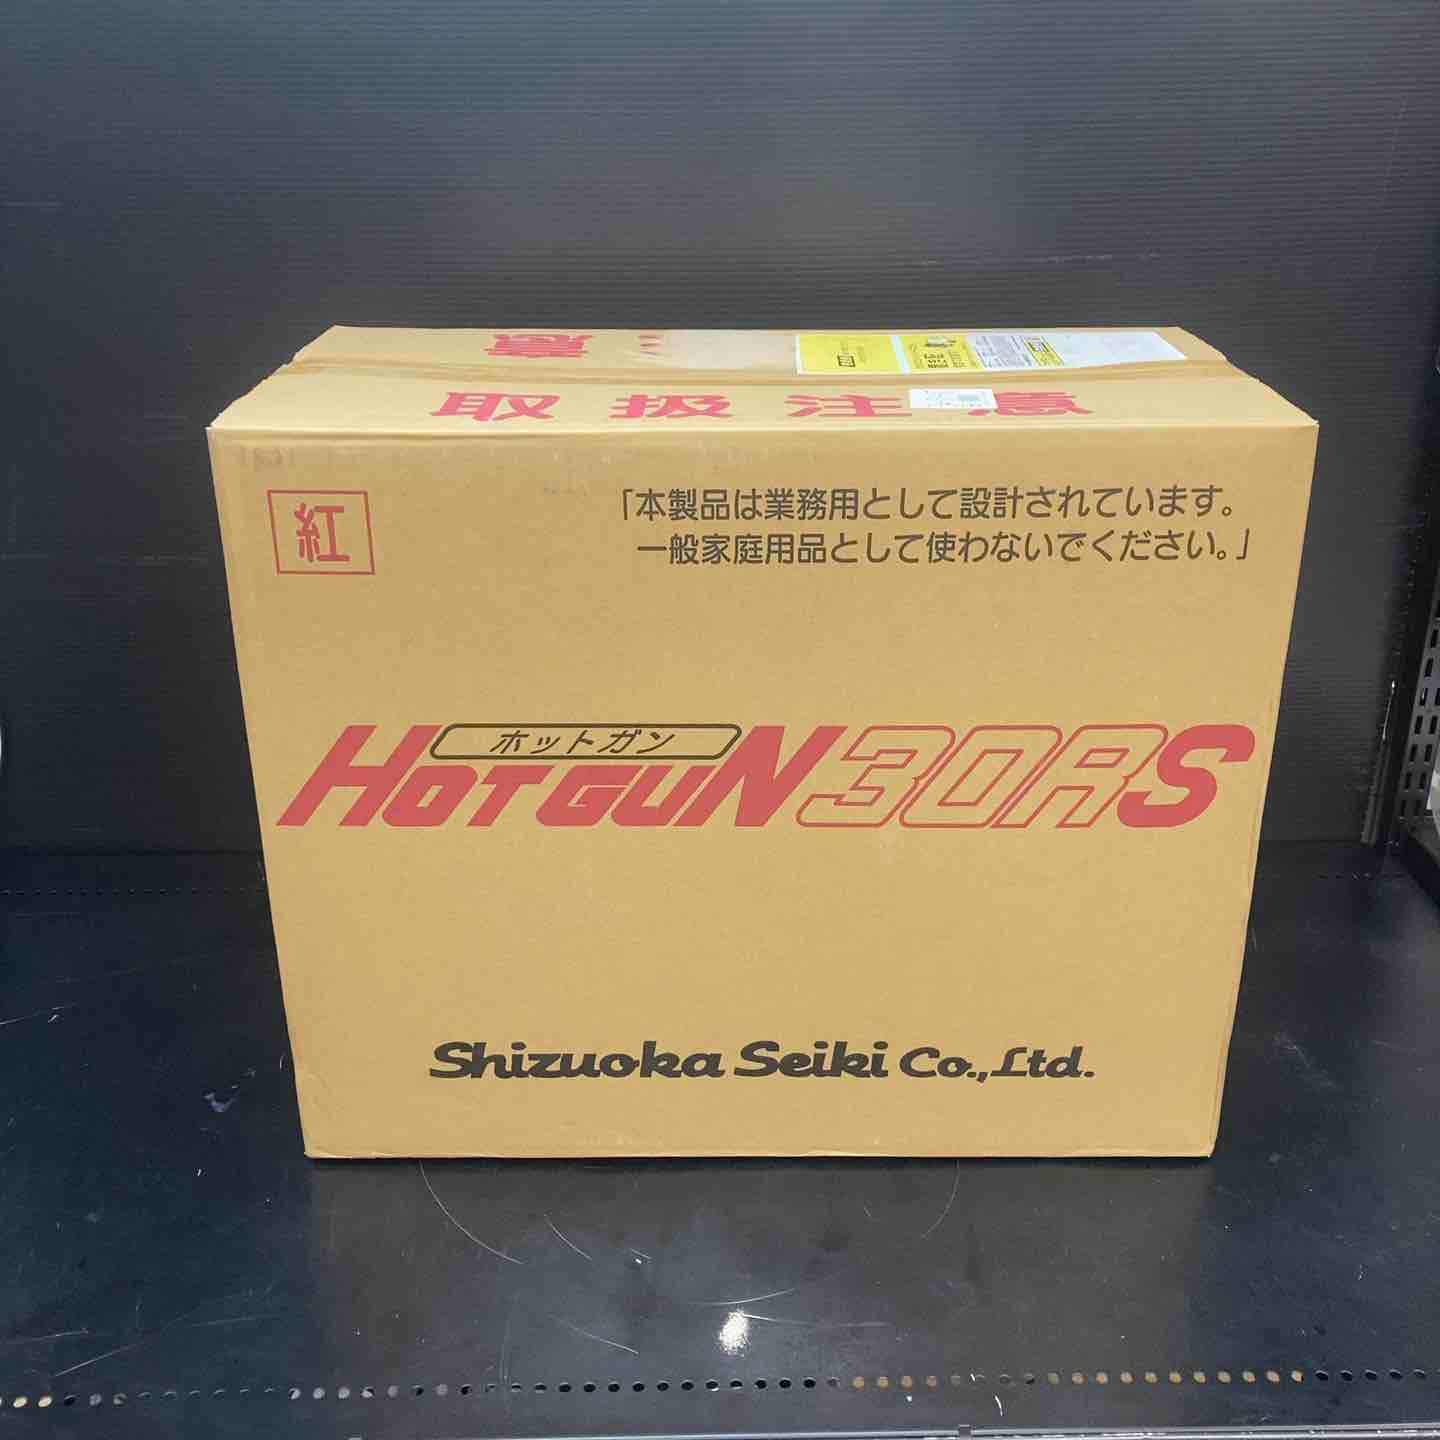 取扱注意
紅
「本製品は業務用として設計されています。
一般家庭用品として使わないでください。」
ホットガン
HOTGUN30RS
Shizuoka Seiki Co.,Ltd.